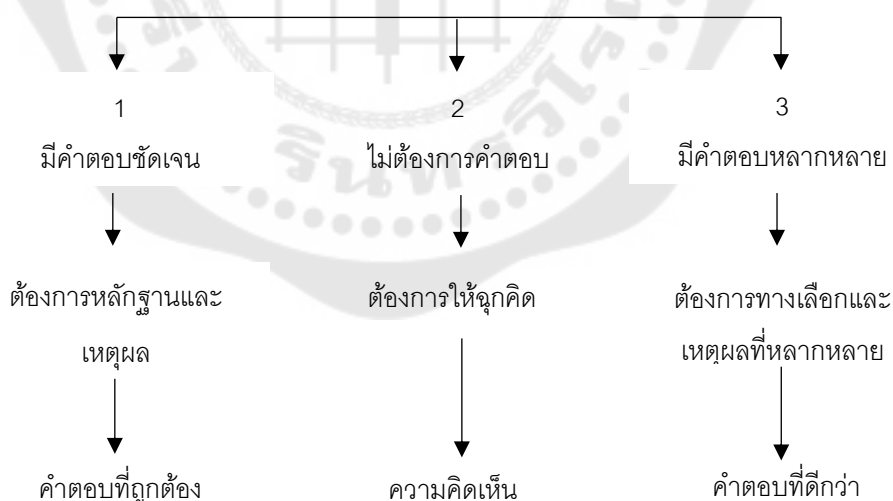 1
มีคำตอบชัดเจน
ต้องการหลักฐานและ
เหตุผล
คำตอบที่ถูกต้อง
2
ไม่ต้องการคำตอบ
ต้องการให้ฉุกคิด
ความคิดเห็น
3
มีคำตอบหลากหลาย
ต้องการทางเลือกและ
เหตุผลที่หลากหลาย
คำตอบที่ดีกว่า